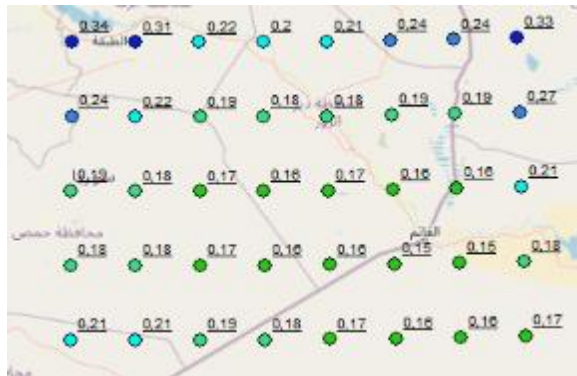 0,34 0,31 0,22 0,2 0,21 0,24 0,24 0,33
الطبقة
0,24 0,22 0,19 0,18 0,18 0,19 0,19 0,27
الزور
0,19 0,18 0,17 0,16 0,17 0,16 0,16 0,21
سوريا
محافظة حمص
القائم
0,18 0,18 0,17 0,16 0,16 0,15 0,15 0,18
0,21 0,21 0,19 0,18 0,17 0,16 0,16 0,17